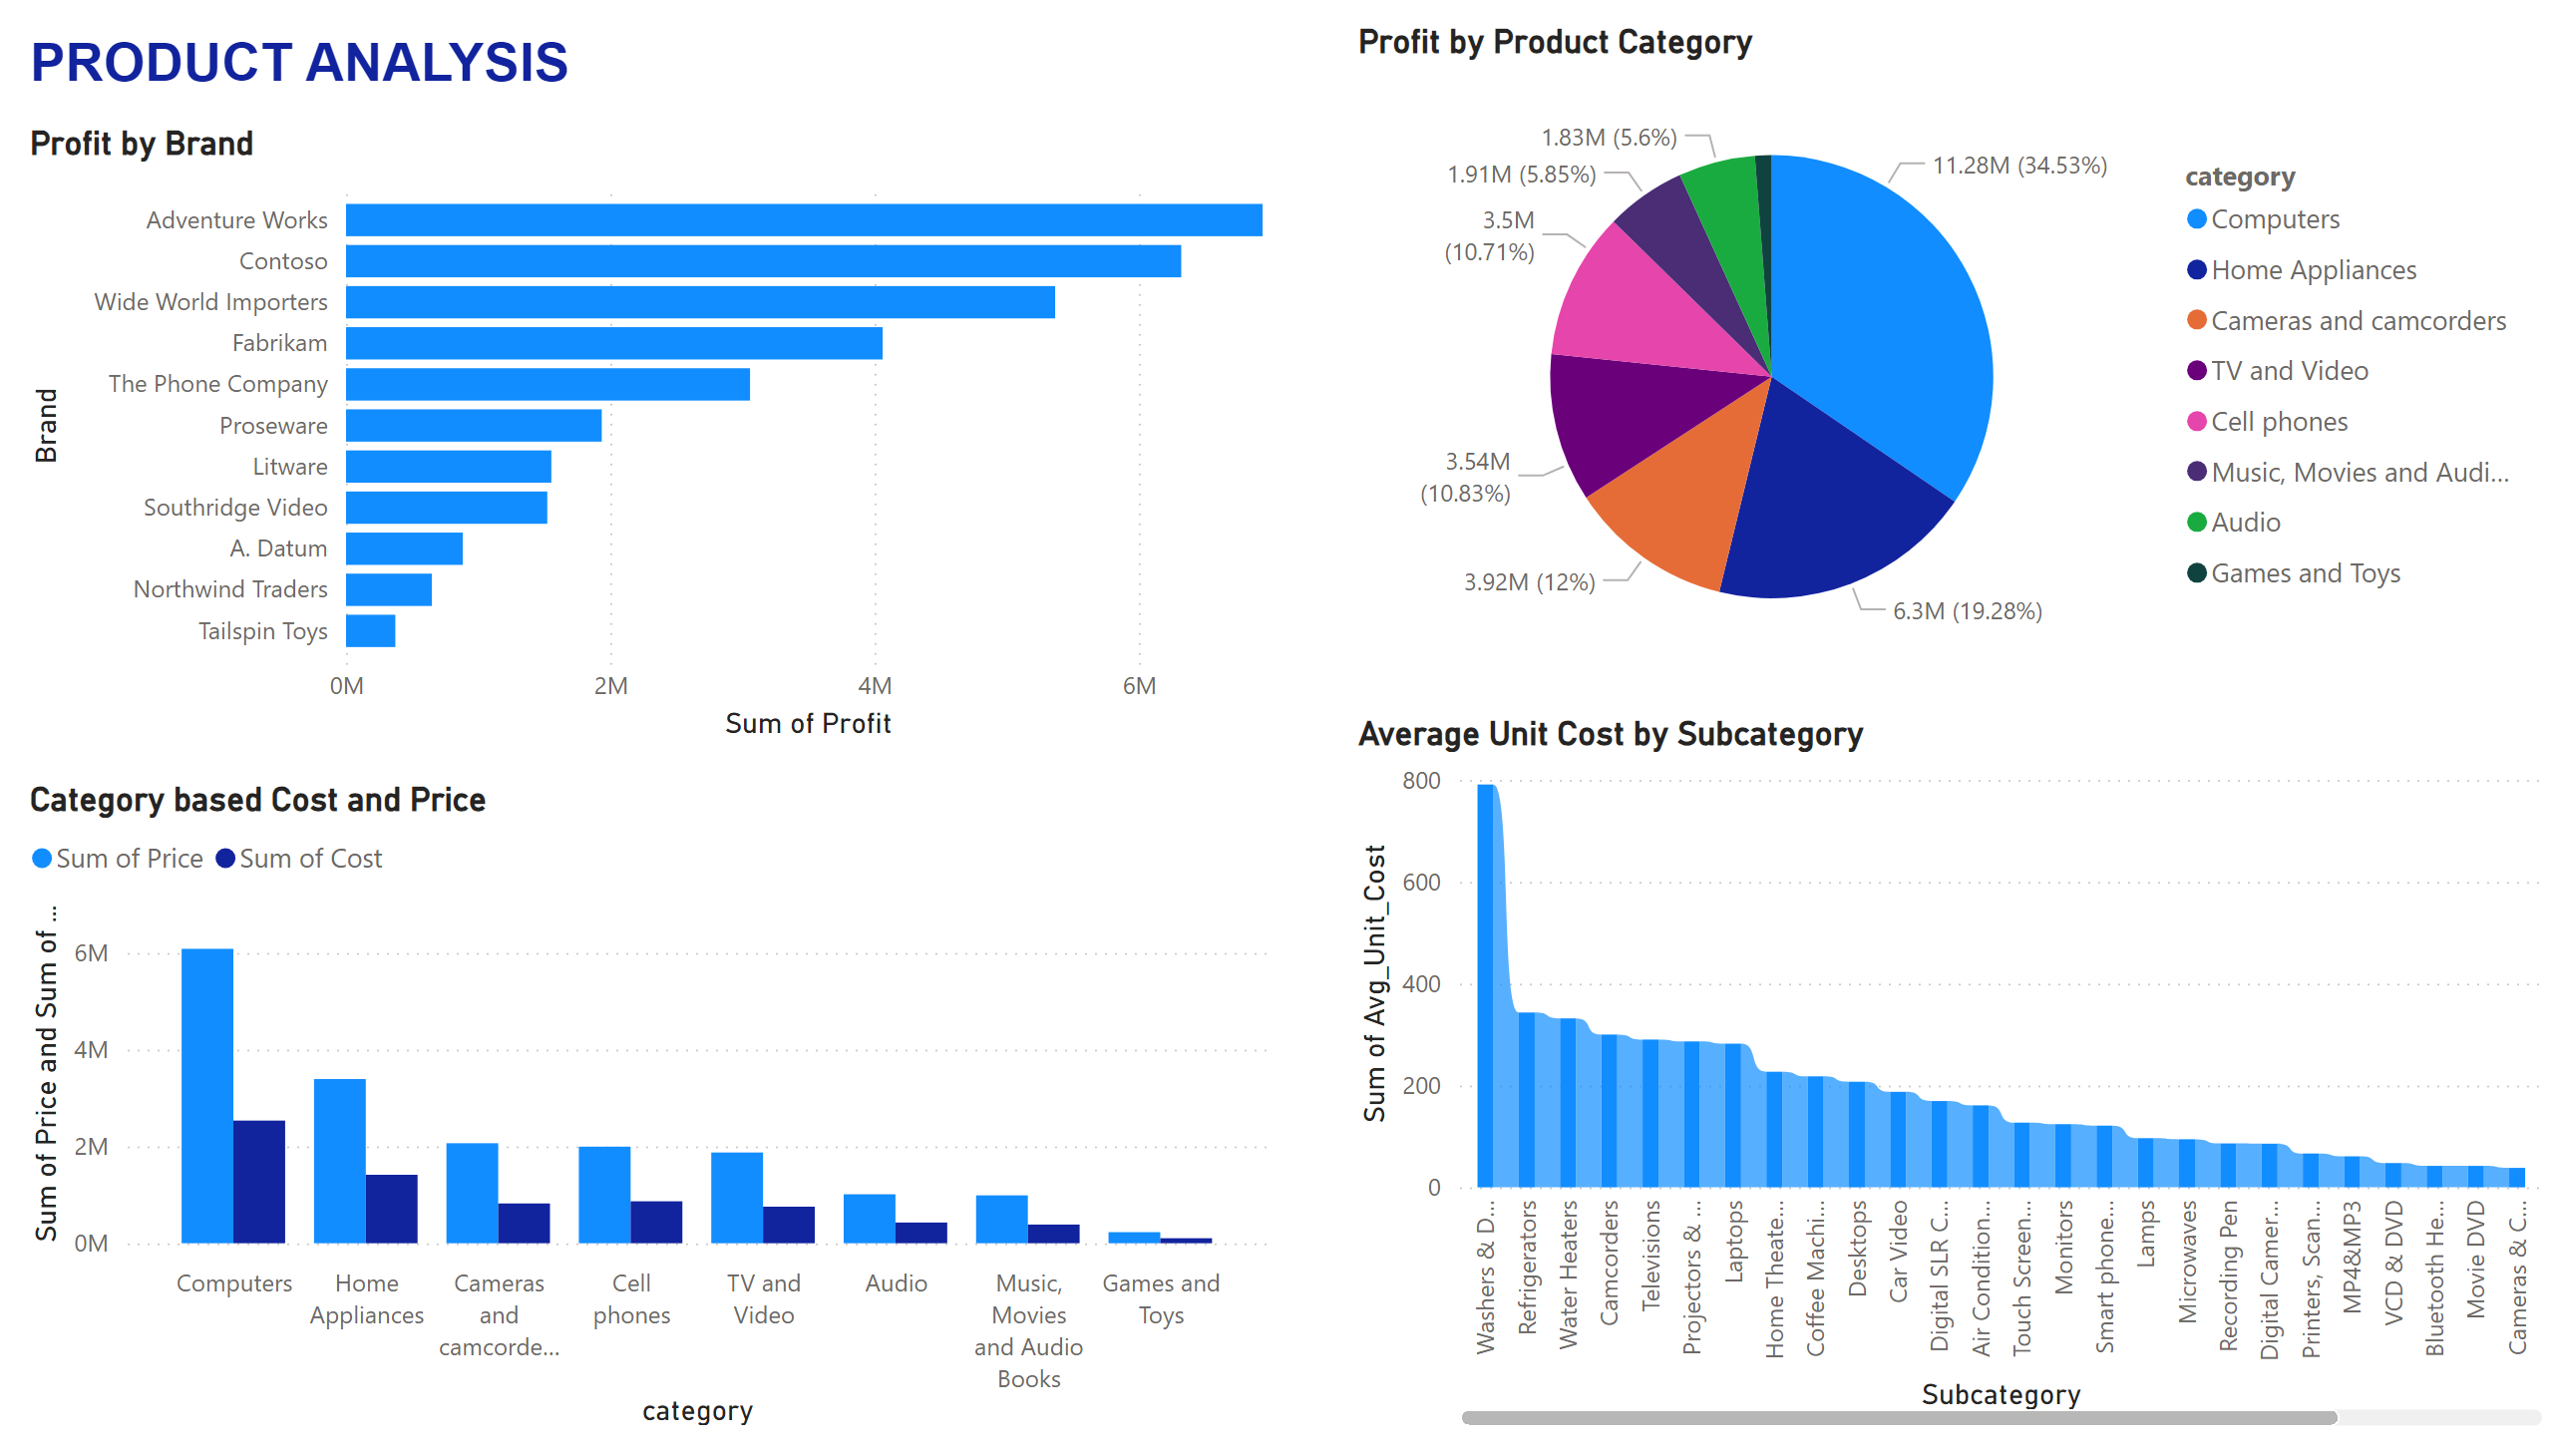 PRODUCT ANALYSIS
Profit by Brand
Brand
Adventure Works
Contoso
Wide World Importers
Fabrikam
The Phone Company
Proseware
Litware
Southridge Video
A. Datum
Northwind Traders
Tailspin Toys
0M 2M 4M 6M
Sum of Profit
Profit by Product Category
1.83M (5.6%)
1.91M (5.85%)
3.5M
(10.71%)
3.54M
(10.83%)
3.92M (12%)
11.28M (34.53%)
6.3M (19.28%)
category
Computers
Home Appliances
Cameras and camcorders
TV and Video
Cell phones
Music, Movies and Audi...
Audio
Games and Toys
Category based Cost and Price
Sum of Price Sum of Cost
Sum of Price and Sum of ...
6M
4M
2M
0M
Computers
Home
Appliances
Cameras
and
camcorde...
Cell
phones
TV and
Video
Audio
Music,
Movies
and Audio
Books
Games and
Toys
category
Average Unit Cost by Subcategory
Sum of Avg_Unit_Cost
800
600
400
200
0
Washers & D...
Refrigerators
Water Heaters
Camcorders
Televisions
Projectors & ...
Laptops
Home Theate...
Coffee Machi...
Desktops
Car Video
Digital SLR C...
Air Condition...
Touch Screen...
Monitors
Smart phone...
Lamps
Microwaves
Recording Pen
Digital Camer...
Printers, Scan...
MP4&MP3
VCD & DVD
Bluetooth He...
Movie DVD
Cameras & C...
Subcategory